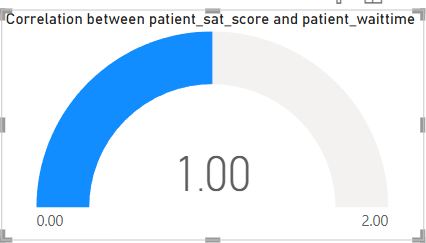 Correlation between patient_sat_score and patient_waittime
1.00
0.00
2.00